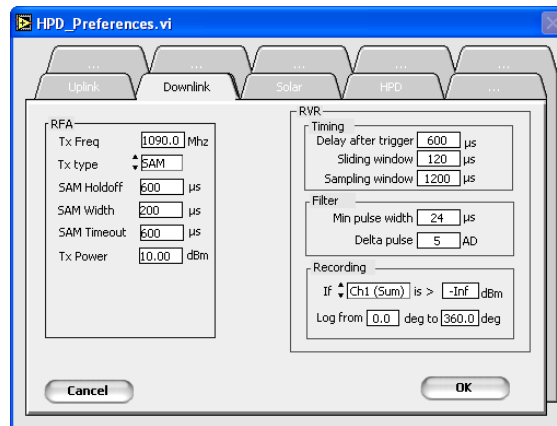 HPD_Preferences.vi
... ... ... ... ...
Uplink Downlink Solar HPD ...
RFA
Tx Freq 1090.0 Mhz
Tx type SAM
SAM Holdoff 600 µs
SAM Width 200 µs
SAM Timeout 600 µs
Tx Power 10.00 dBm
RVR
Timing
Delay after trigger 600 µs
Sliding window 120 µs
Sampling window 1200 µs
Filter
Min pulse width 24 µs
Delta pulse 5 AD
Recording
If Ch1 (Sum) is > -Inf dBm
Log from 0.0 deg to 360.0 deg
Cancel OK